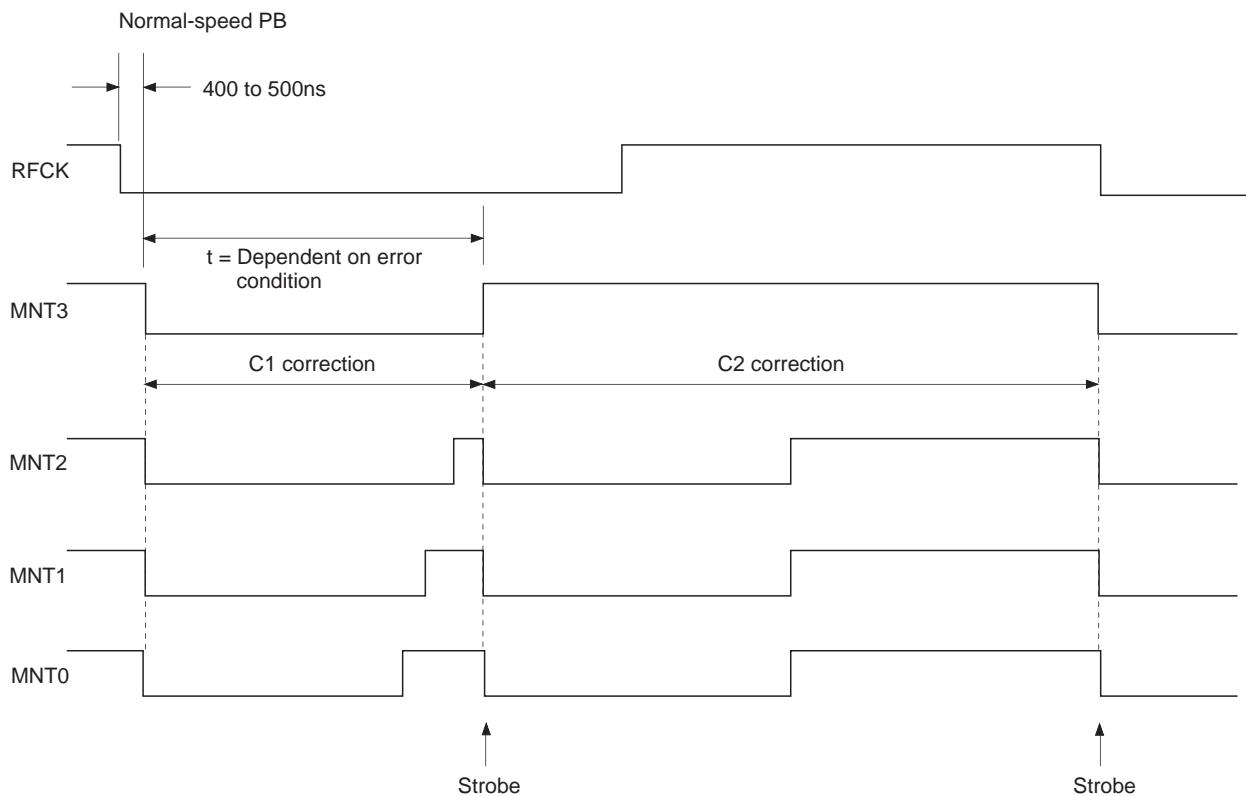 Normal-speed PB
400 to 500ns
RFCK
t = Dependent on error
condition
MNT3
C1 correction
C2 correction
MNT2
MNT1
MNT0
Strobe
Strobe